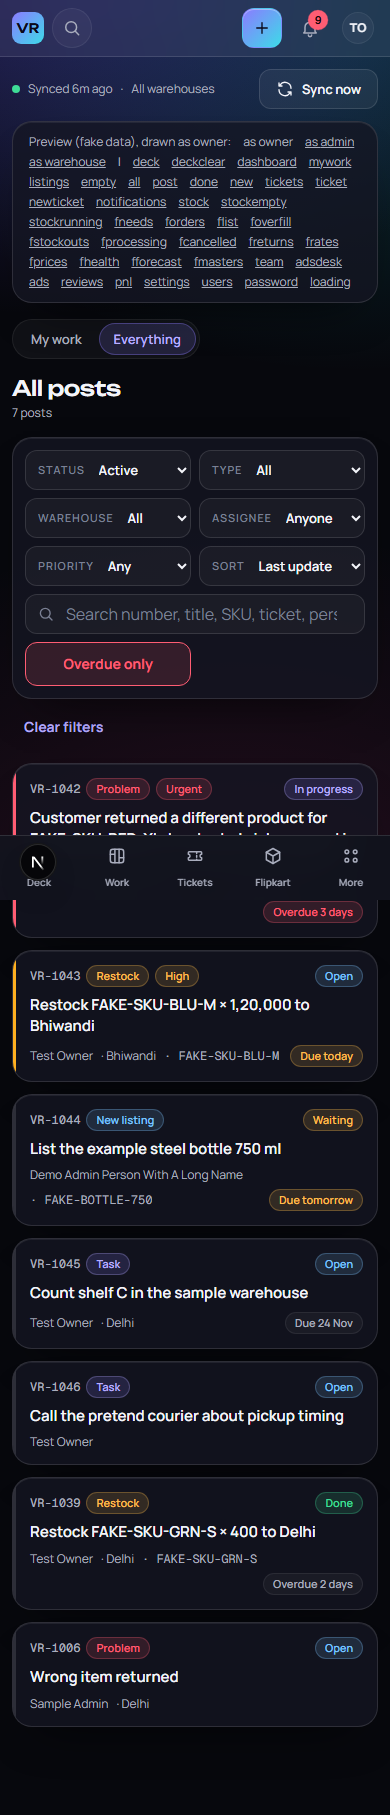 VR
+
9
TO
Synced 6m ago · All warehouses
Sync now
Preview (fake data), drawn as owner: as owner as admin
as warehouse | deck deckclear dashboard mywork
listings empty all post done new tickets ticket
newticket notifications stock stockempty
stockrunning fneeds forders flist foverfill
fstockouts fprocessing fcancelled freturns frates
fprices fhealth fforecast fmasters team adsdesk
ads reviews pnl settings users password loading
My work Everything
All posts
7 posts
STATUS Active TYPE All
WAREHOUSE All ASSIGNEE Anyone
PRIORITY Any SORT Last update
Search number, title, SKU, ticket, pers
Overdue only
Clear filters
VR-1042 Problem Urgent In progress
Customer returned a different product for
N
Deck Work Tickets Flipkart More
Overdue 3 days
VR-1043 Restock High Open
Restock FAKE-SKU-BLU-M × 1,20,000 to
Bhiwandi
Test Owner · Bhiwandi · FAKE-SKU-BLU-M Due today
VR-1044 New listing Waiting
List the example steel bottle 750 ml
Demo Admin Person With A Long Name
· FAKE-BOTTLE-750 Due tomorrow
VR-1045 Task Open
Count shelf C in the sample warehouse
Test Owner · Delhi Due 24 Nov
VR-1046 Task Open
Call the pretend courier about pickup timing
Test Owner
VR-1039 Restock Done
Restock FAKE-SKU-GRN-S × 400 to Delhi
Test Owner · Delhi · FAKE-SKU-GRN-S
Overdue 2 days
VR-1006 Problem Open
Wrong item returned
Sample Admin · Delhi